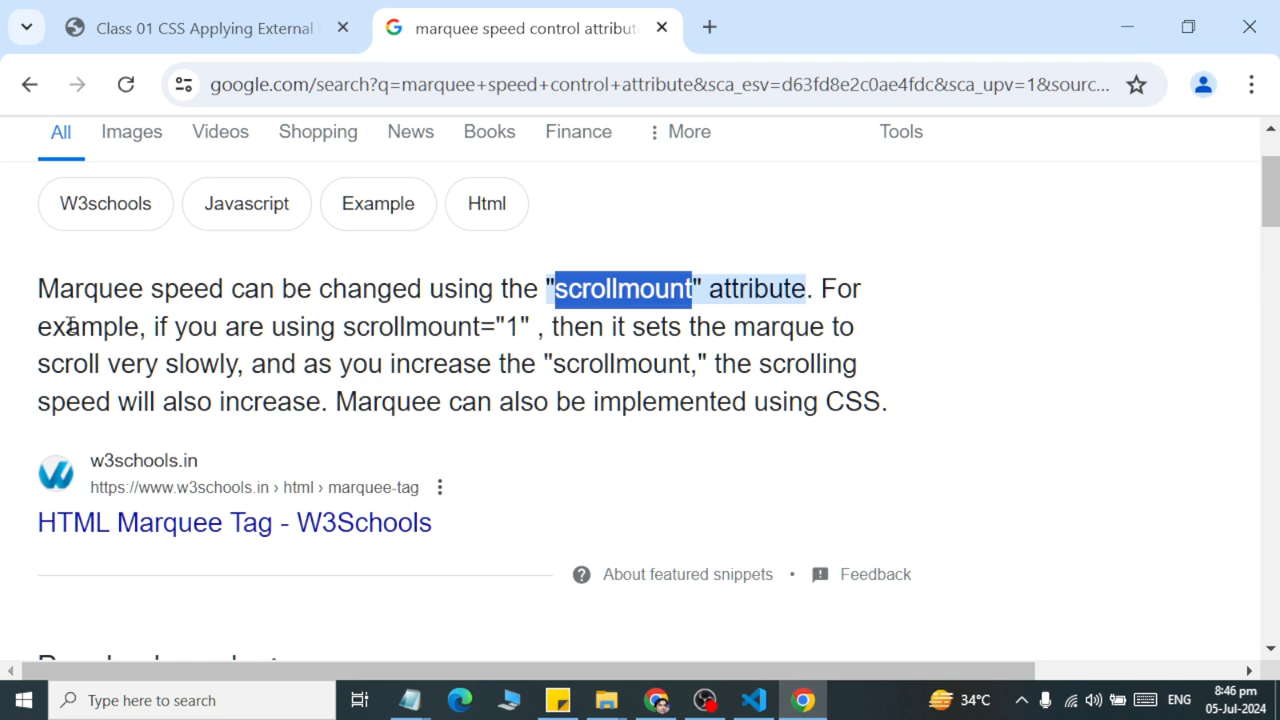 Class 01 CSS Applying External
marquee speed control attribut
google.com/search?q=marquee+speed+control+attribute&sca_esv=d63fd8e2c0ae4fdc&sca_upv=1&sourc...
All Images Videos Shopping News Books Finance More Tools
W3schools Javascript Example Html
Marquee speed can be changed using the "scrollmount" attribute. For
example, if you are using scrollmount="1" , then it sets the marque to
scroll very slowly, and as you increase the "scrollmount," the scrolling
speed will also increase. Marquee can also be implemented using CSS.
w3schools.in
https://www.w3schools.in › html › marquee-tag
HTML Marquee Tag - W3Schools
About featured snippets • Feedback
Type here to search
34°C
ENG
8:46 pm
05-Jul-2024